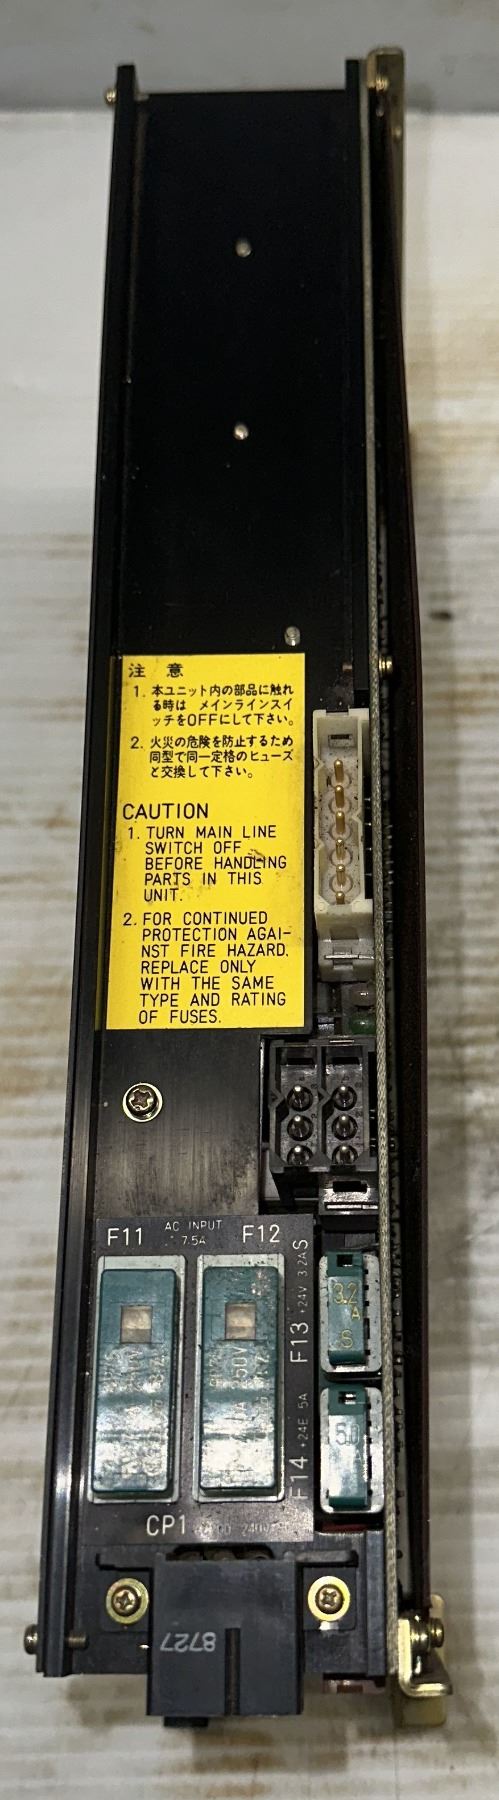 注 意
1. 本ユニット内の部品に触れ
る時は メインラインスイ
ッチをOFFにして下さい。
2. 火災の危険を防止するため
同型で同一定格のヒューズ
と交換して下さい。
CAUTION
1. TURN MAIN LINE
SWITCH OFF
BEFORE HANDLING
PARTS IN THIS
UNIT.
2. FOR CONTINUED
PROTECTION AGAI-
NST FIRE HAZARD,
REPLACE ONLY
WITH THE SAME
TYPE AND RATING
OF FUSES.
F11
AC INPUT
7.5A
F12
F13 +24V 3.2AS
3.2
A
S
F14 +24E 5A
5.0
250V
250V
CP1
240V
8727